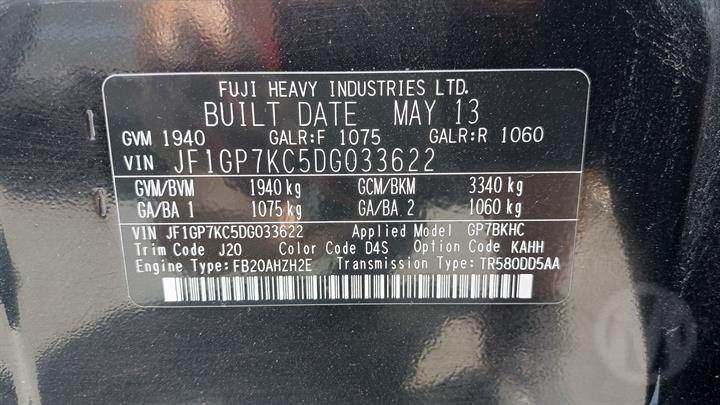 FUJI HEAVY INDUSTRIES LTD.
BUILT DATE MAY 13
GVM 1940 GALR:F 1075 GALR:R 1060
VIN JF1GP7KC5DG033622
GVM/BVM 1940 kg GCM/BKM 3340 kg
GA/BA 1 1075 kg GA/BA 2 1060 kg
VIN JF1GP7KC5DG033622 Applied Model GP7BKHC
Trim Code J20 Color Code D4S Option Code KAHH
Engine Type:FB20AHZH2E Transmission Type:TR580DD5AA
M